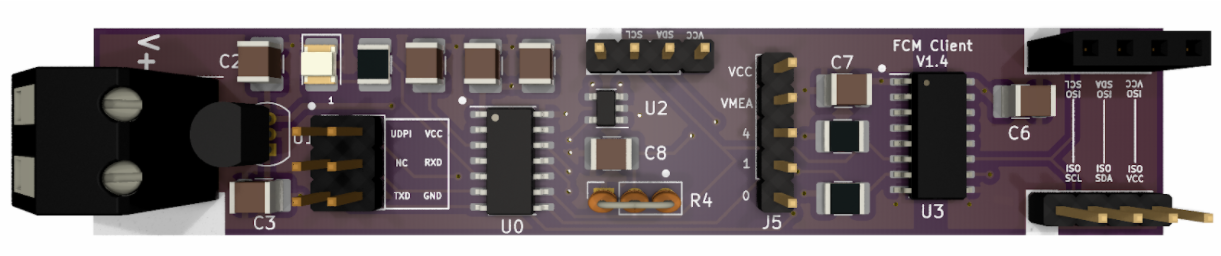 V+
C2
1
U1
UDPI VCC
NC RXD
TXD GND
C3
U0
SCL
SDA
VCC
U2
C8
R4
VCC
VMEA
4
1
0
J5
C7
FCM Client
V1.4
U3
C6
ISO
SCL
ISO
SDA
ISO
VCC
ISO
SCL
ISO
SDA
ISO
VCC